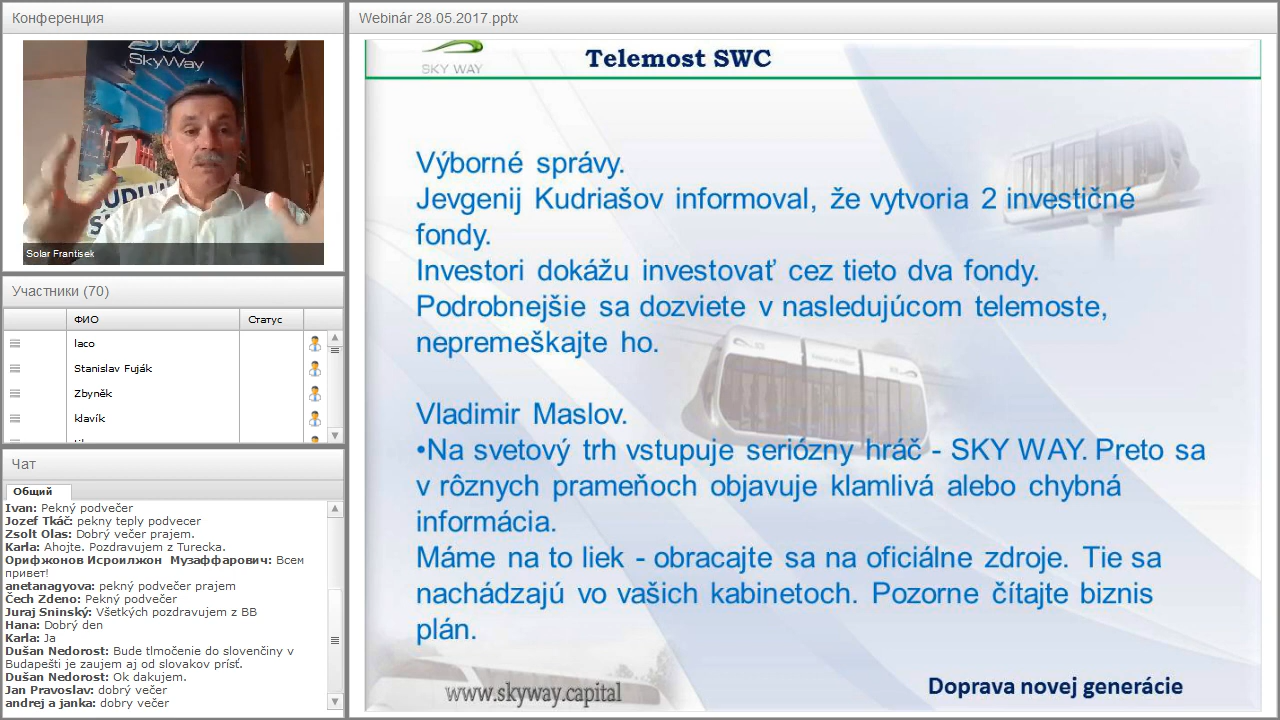 Конференция
SW
SkyWay
Solar Frantisek
Участники (70)
ФИО
Статус
laco
Stanislav Fuják
Zbyněk
klavík
Чат
Общий
Ivan: Pekný podvečer
Jozef Tkáč: pekny teply podvecer
Zsolt Olas: Dobrý večer prajem.
Karla: Ahojte. Pozdravujem z Turecka.
Орифжонов Исроилжон Музаффарович: Всем
привет!
anetanagyova: pekný podvečer prajem
Čech Zdeno: Pekný podvečer
Juraj Sninský: Všetkých pozdravujem z BB
Hana: Dobrý den
Karla: Ja
Dušan Nedorost: Bude tlmočenie do slovenčiny v
Budapešti je zaujem aj od slovakov prísť.
Dušan Nedorost: Ok dakujem.
Jan Pravoslav: dobrý večer
andrej a janka: dobry večer
Webinár 28.05.2017.pptx
SKY WAY
Telemost SWC
Výborné správy.
Jevgenij Kudriašov informoval, že vytvoria 2 investičné
fondy.
Investori dokážu investovať cez tieto dva fondy.
Podrobnejšie sa dozviete v nasledujúcom telemoste,
nepremeškajte ho.
Vladimir Maslov.
•Na svetový trh vstupuje seriózny hráč - SKY WAY. Preto sa
v rôznych prameňoch objavuje klamlivá alebo chybná
informácia.
Máme na to liek - obracajte sa na oficiálne zdroje. Tie sa
nachádzajú vo vašich kabinetoch. Pozorne čítajte biznis
plán.
www.skyway.capital
Doprava novej generácie